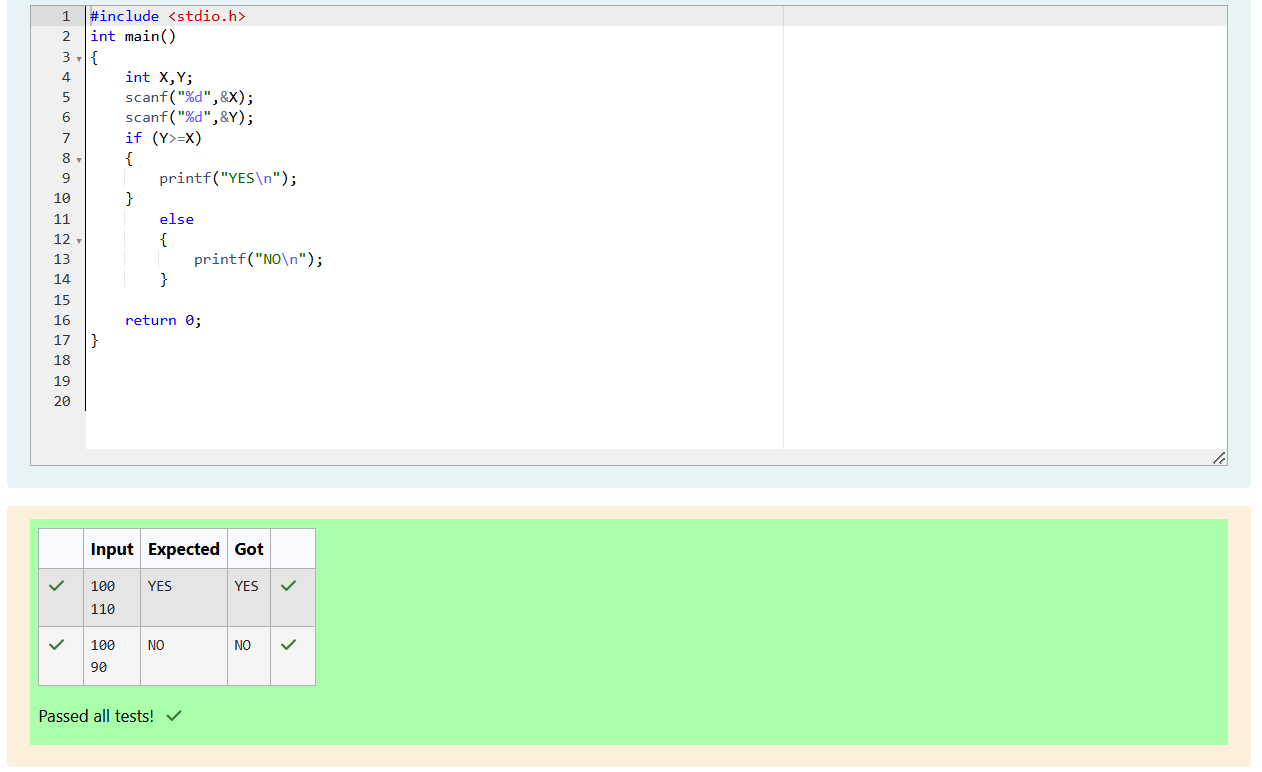 1 #include <stdio.h>
2 int main()
3 {
4     int X,Y;
5     scanf("%d",&X);
6     scanf("%d",&Y);
7     if (Y>=X)
8     {
9         printf("YES\n");
10     }
11         else
12         {
13             printf("NO\n");
14         }
15
16     return 0;
17 }
18
19
20
Input Expected Got
100 YES YES
110
100 NO NO
90
Passed all tests!